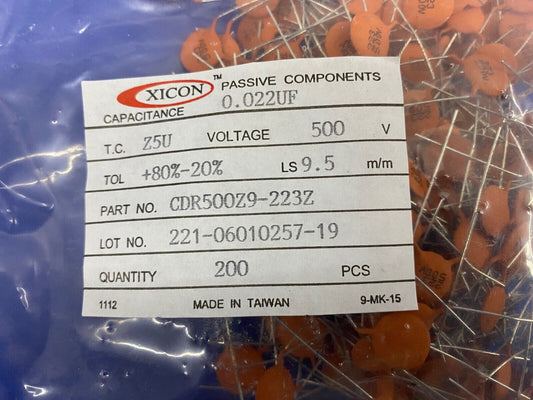 XICON™ PASSIVE COMPONENTS
CAPACITANCE 0.022UF
T.C. Z5U VOLTAGE 500 V
TOL +80%-20% LS 9.5 m/m
PART NO. CDR500Z9-223Z
LOT NO. 221-06010257-19
QUANTITY 200 PCS
1112 MADE IN TAIWAN 9-MK-15